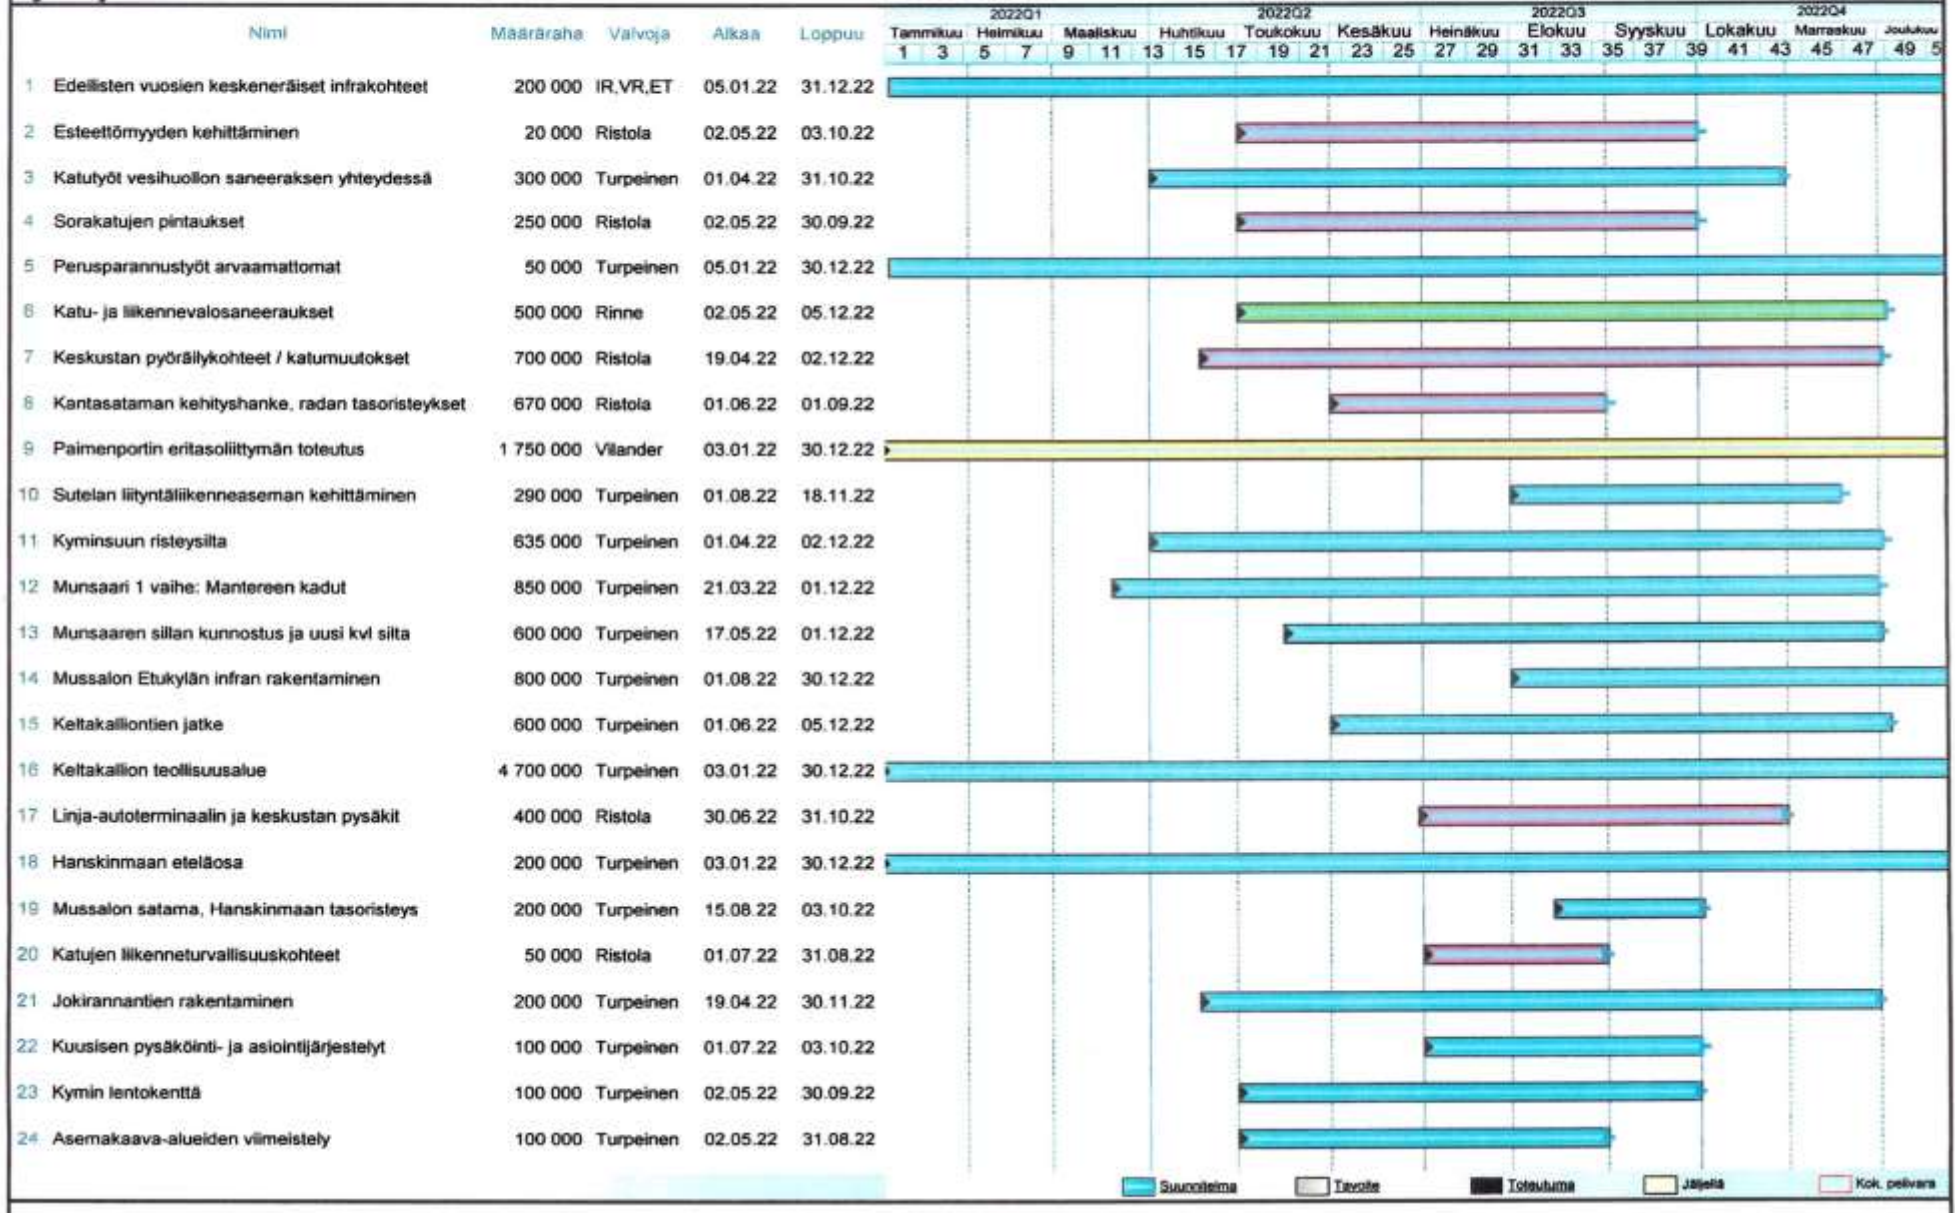 2022Q1 2022Q2 2022Q3 2022Q4
Nimi Määräraha Valvoja Alkaa Loppuu Tammikuu Helmikuu Maaliskuu Huhtikuu Toukokuu Kesäkuu Heinäkuu Elokuu Syyskuu Lokakuu Marraskuu Joulukuu
1 3 5 7 9 11 13 15 17 19 21 23 25 27 29 31 33 35 37 39 41 43 45 47 49 5
1 Edellisten vuosien keskeneräiset infrakohteet 200 000 IR,VR,ET 05.01.22 31.12.22
2 Esteettömyyden kehittäminen 20 000 Ristola 02.05.22 03.10.22
3 Katutyöt vesihuollon saneeraksen yhteydessä 300 000 Turpeinen 01.04.22 31.10.22
4 Sorakatujen pintaukset 250 000 Ristola 02.05.22 30.09.22
5 Perusparannustyöt arvaamattomat 50 000 Turpeinen 05.01.22 30.12.22
6 Katu- ja liikennevalosaneeraukset 500 000 Rinne 02.05.22 05.12.22
7 Keskustan pyöräilykohteet / katumuutokset 700 000 Ristola 19.04.22 02.12.22
8 Kantasataman kehityshanke, radan tasoristeykset 670 000 Ristola 01.06.22 01.09.22
9 Paimenportin eritasoliittymän toteutus 1 750 000 Vilander 03.01.22 30.12.22
10 Sutelan liityntäliikenneaseman kehittäminen 290 000 Turpeinen 01.08.22 18.11.22
11 Kyminsuun risteysilta 635 000 Turpeinen 01.04.22 02.12.22
12 Munsaari 1 vaihe: Mantereen kadut 850 000 Turpeinen 21.03.22 01.12.22
13 Munsaaren sillan kunnostus ja uusi kvl silta 600 000 Turpeinen 17.05.22 01.12.22
14 Mussalon Etukylän infran rakentaminen 800 000 Turpeinen 01.08.22 30.12.22
15 Keltakalliontien jatke 600 000 Turpeinen 01.06.22 05.12.22
16 Keltakallion teollisuusalue 4 700 000 Turpeinen 03.01.22 30.12.22
17 Linja-autoterminaalin ja keskustan pysäkit 400 000 Ristola 30.06.22 31.10.22
18 Hanskinmaan eteläosa 200 000 Turpeinen 03.01.22 30.12.22
19 Mussalon satama, Hanskinmaan tasoristeys 200 000 Turpeinen 15.08.22 03.10.22
20 Katujen liikenneturvallisuuskohteet 50 000 Ristola 01.07.22 31.08.22
21 Jokirannantien rakentaminen 200 000 Turpeinen 19.04.22 30.11.22
22 Kuusisen pysäköinti- ja asiointijärjestelyt 100 000 Turpeinen 01.07.22 03.10.22
23 Kymin lentokenttä 100 000 Turpeinen 02.05.22 30.09.22
24 Asemakaava-alueiden viimeistely 100 000 Turpeinen 02.05.22 31.08.22
Suunnitelma Tavoite Toteutuma Jäljellä Kok. pelivara